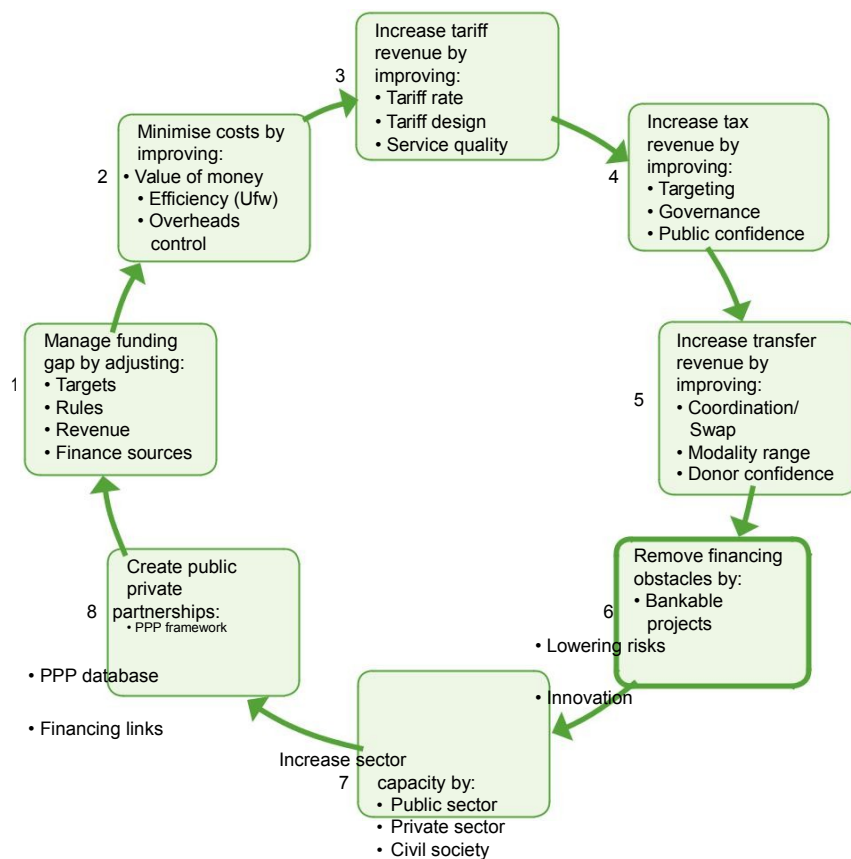 1
Manage funding
gap by adjusting:
• Targets
• Rules
• Revenue
• Finance sources
2
Minimise costs by
improving:
• Value of money
• Efficiency (Ufw)
• Overheads
control
3
Increase tariff
revenue by
improving:
• Tariff rate
• Tariff design
• Service quality
4
Increase tax
revenue by
improving:
• Targeting
• Governance
• Public confidence
5
Increase transfer
revenue by
improving:
• Coordination/
Swap
• Modality range
• Donor confidence
6
Remove financing
obstacles by:
• Bankable
projects
• Lowering risks
• Innovation
7
Increase sector
capacity by:
• Public sector
• Private sector
• Civil society
8
Create public
private
partnerships:
• PPP framework
• PPP database
• Financing links